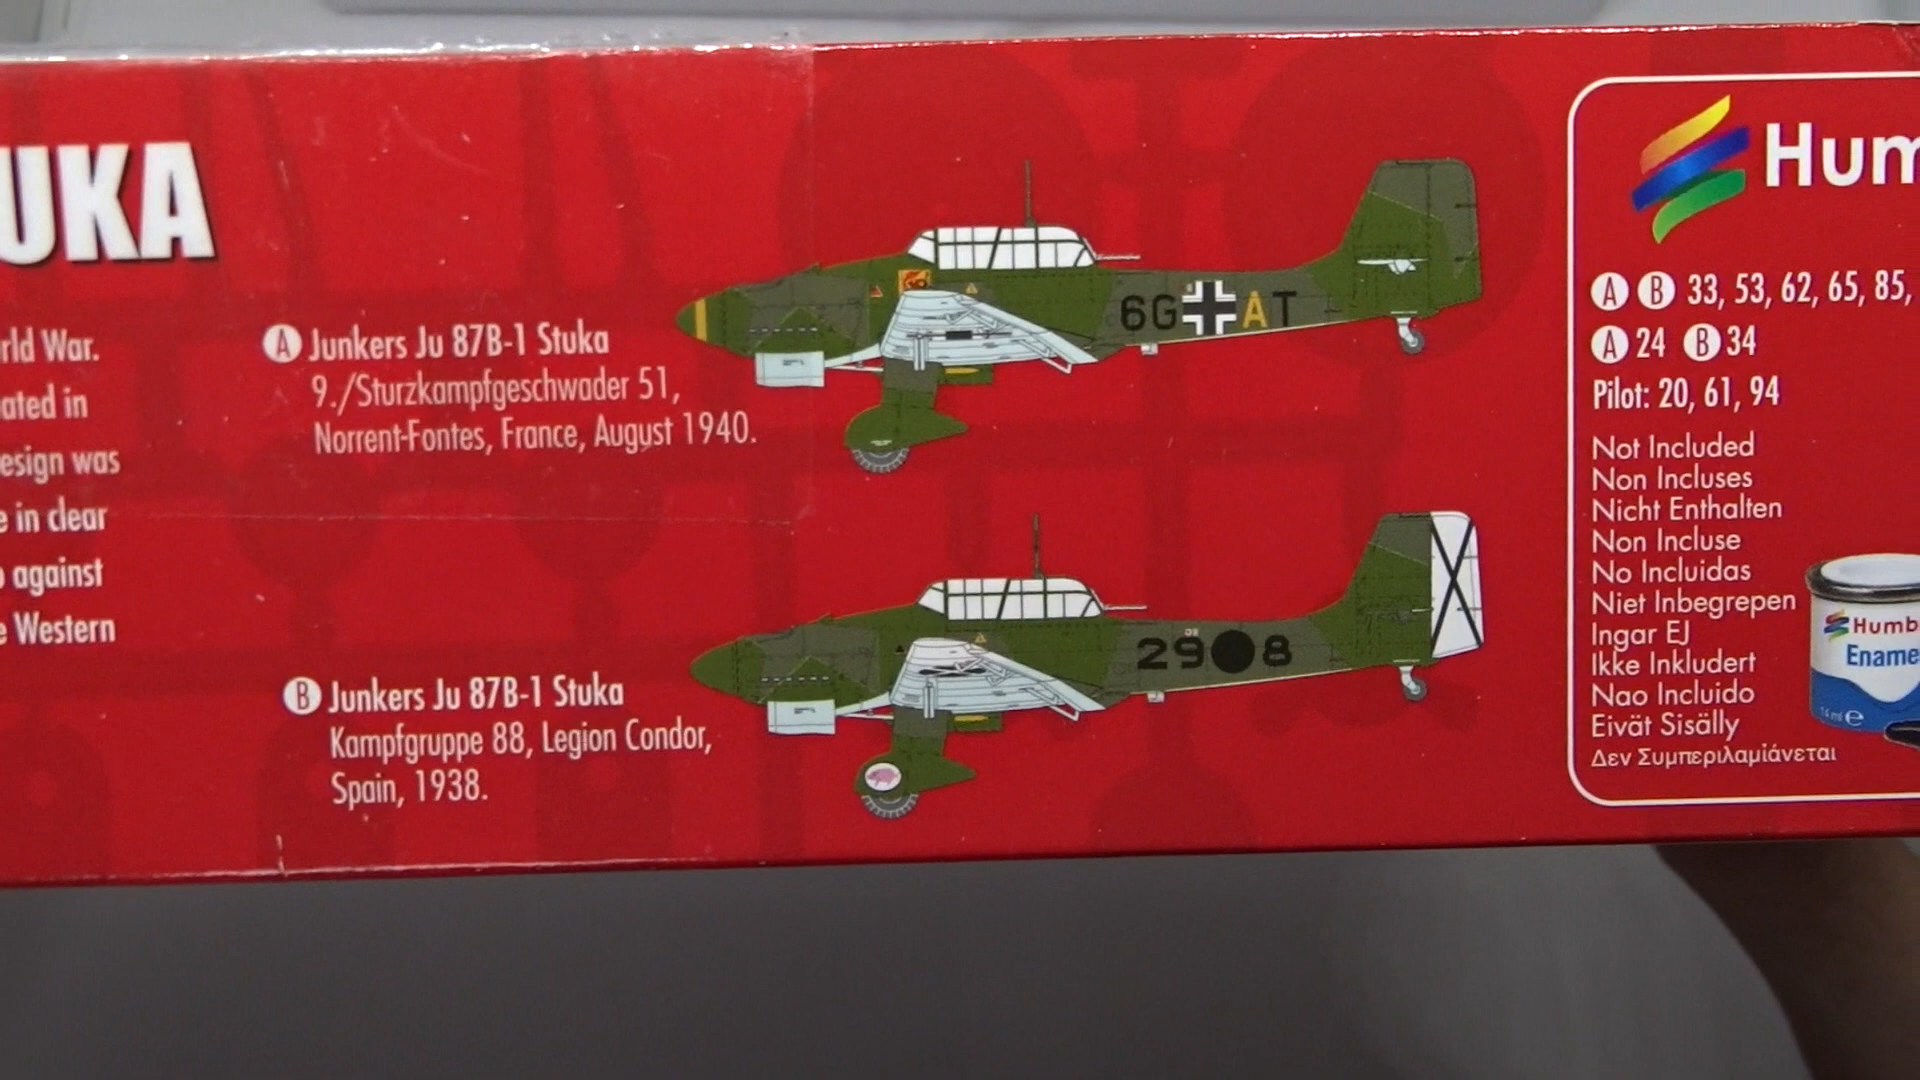 UKA
rld War.
ated in
esign was
e in clear
against
e Western
A Junkers Ju 87B-1 Stuka
9./Sturzkampfgeschwader 51,
Norrent-Fontes, France, August 1940.
6G AT
B Junkers Ju 87B-1 Stuka
Kampfgruppe 88, Legion Condor,
Spain, 1938.
29 8
Hum
A B 33, 53, 62, 65, 85,
A 24 B 34
Pilot: 20, 61, 94
Not Included
Non Incluses
Nicht Enthalten
Non Incluse
No Incluidas
Niet Inbegrepen
Ingar EJ
Ikke Inkludert
Nao Incluido
Eivät Sisälly
Δεν Συμπεριλαμίάνεται
Humb
Ename
14 ml e